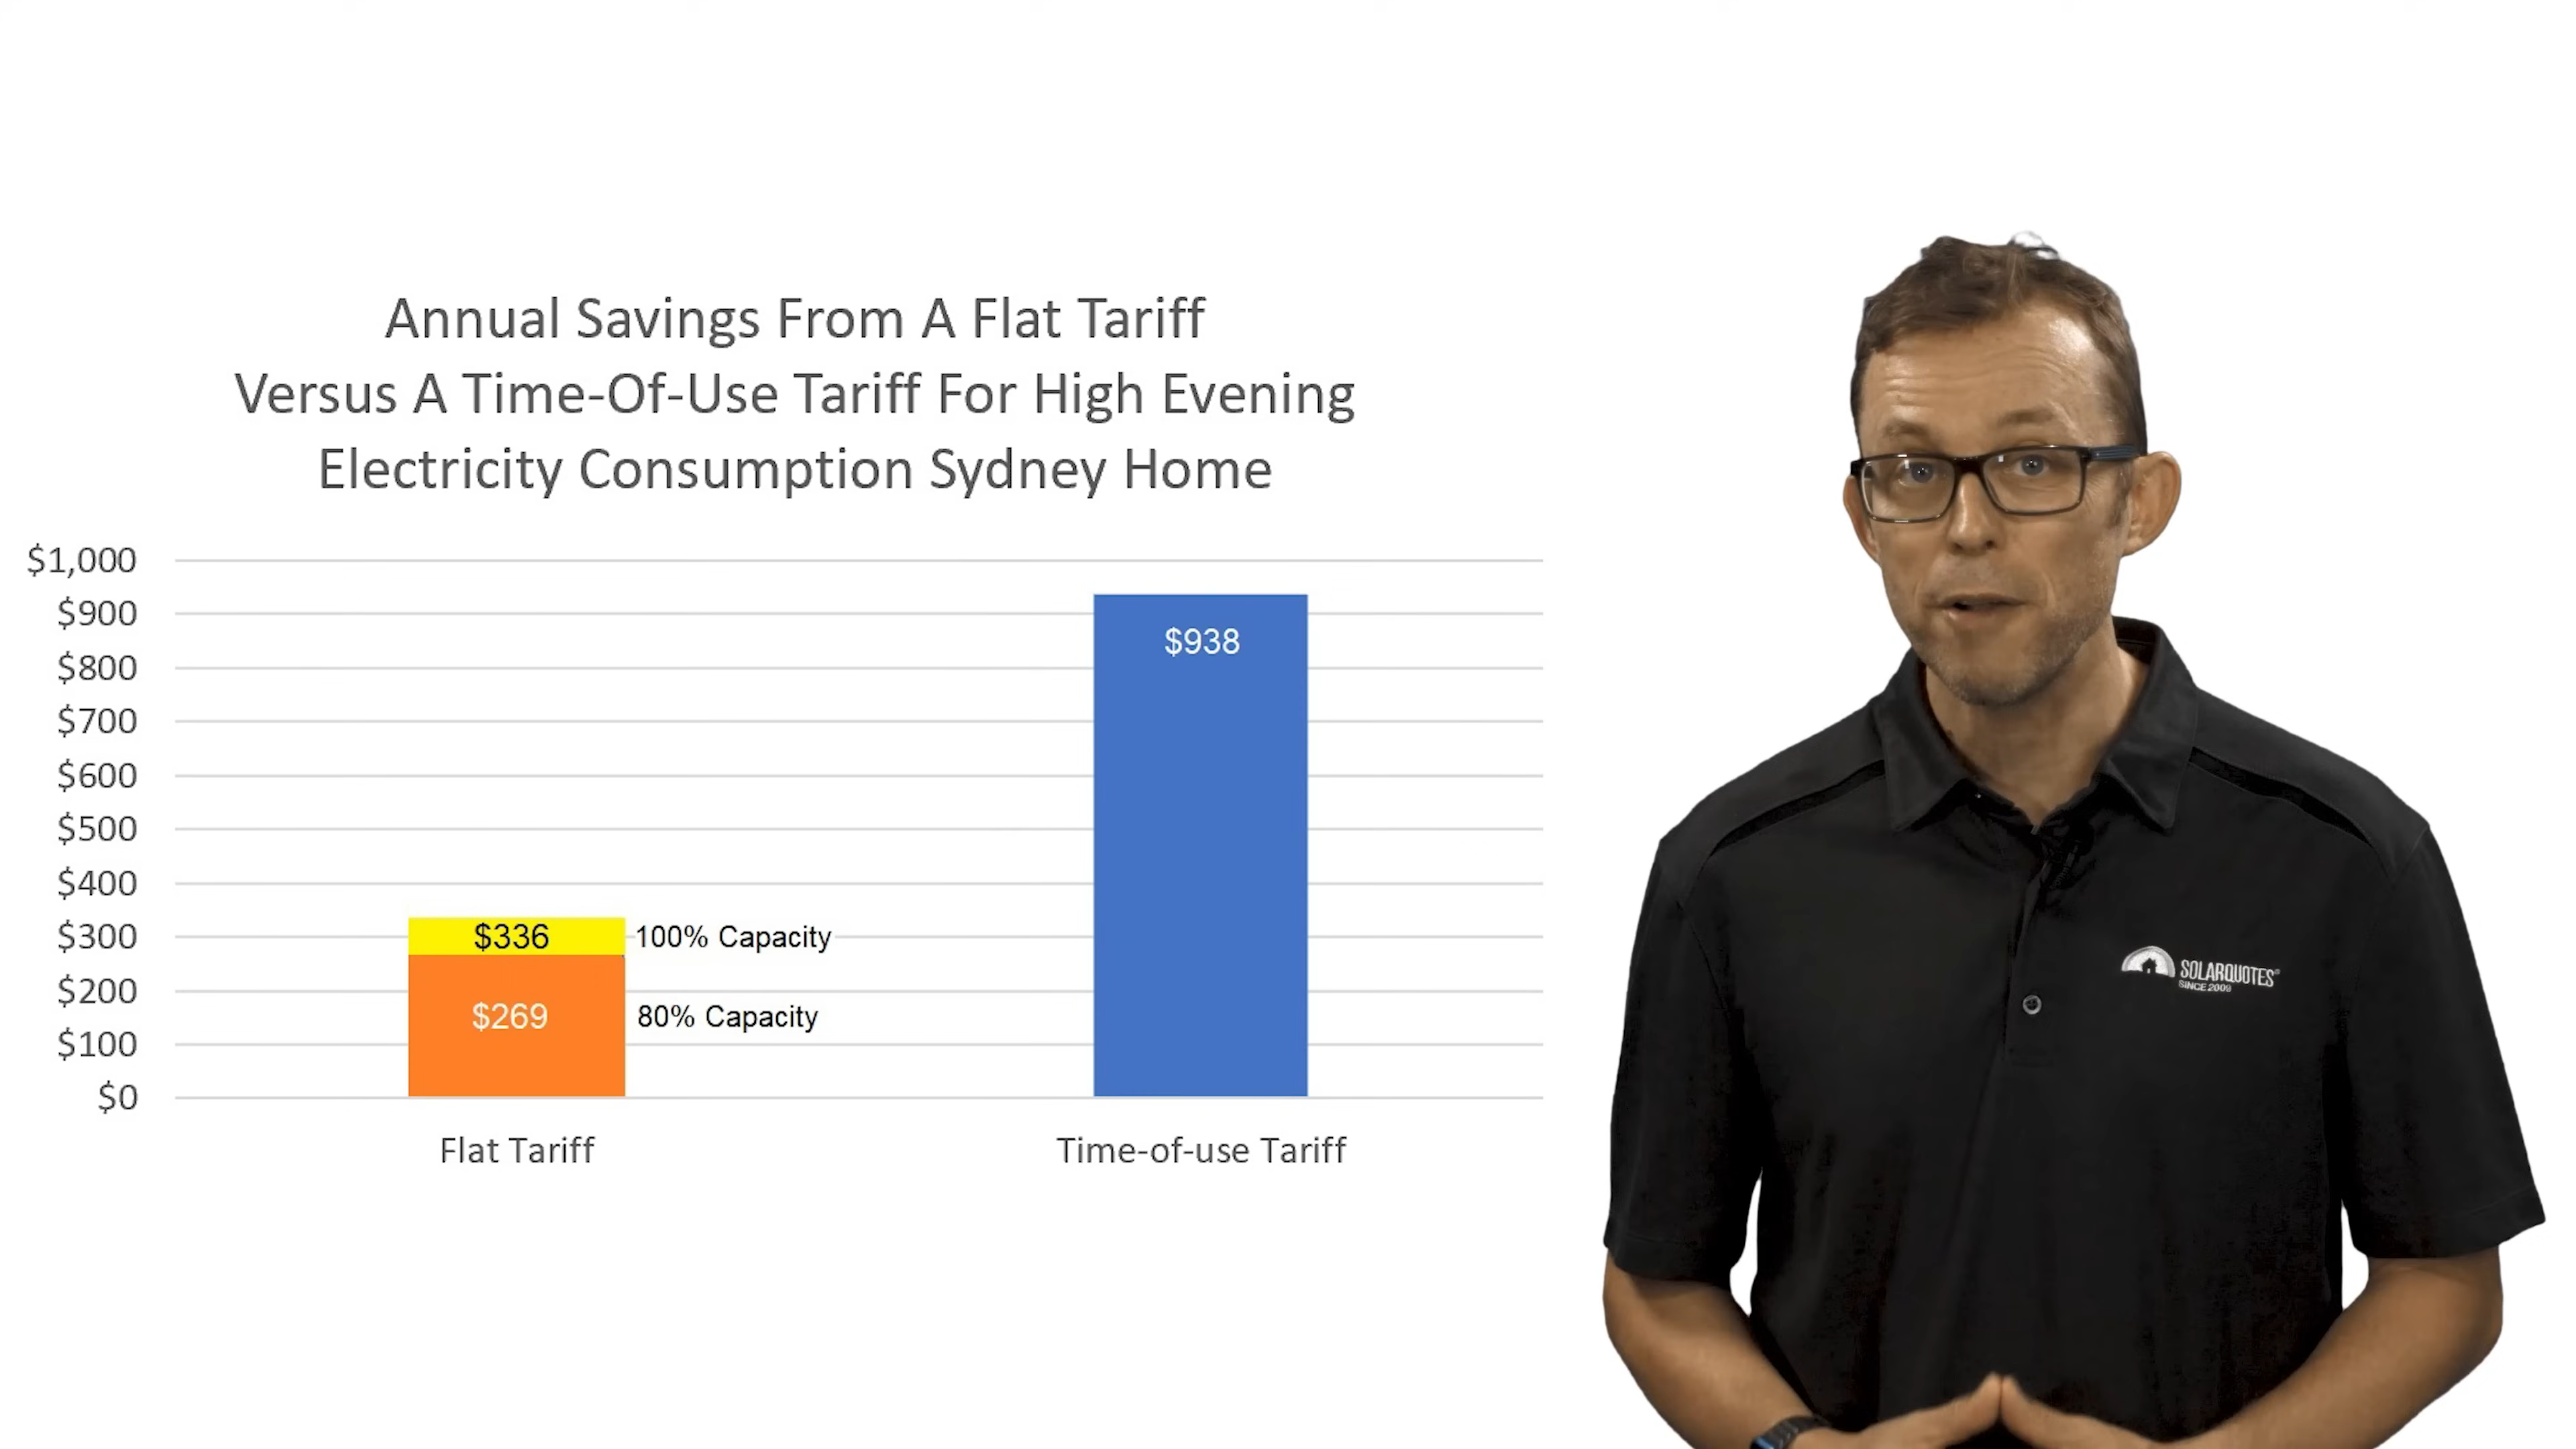 Annual Savings From A Flat Tariff
Versus A Time-Of-Use Tariff For High Evening
Electricity Consumption Sydney Home
$1,000
$900
$800
$700
$600
$500
$400
$300
$200
$100
$0
$336
100% Capacity
$269
80% Capacity
$938
Flat Tariff
Time-of-use Tariff
SOLARQUOTES
SINCE 2009